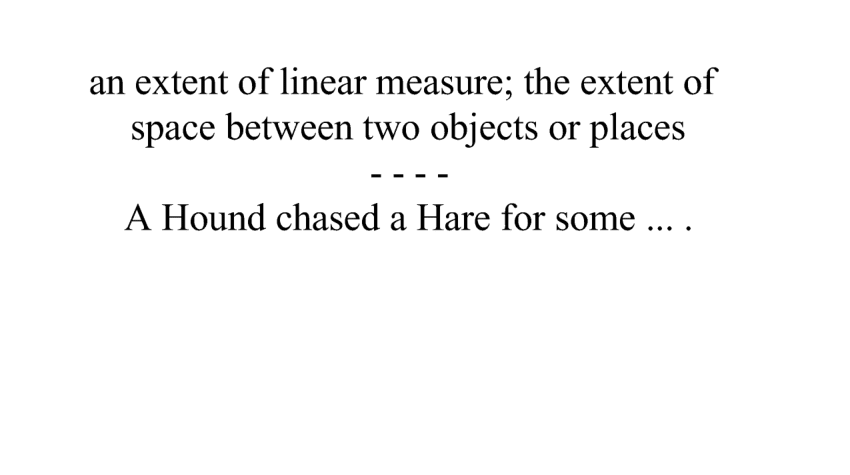 an extent of linear measure; the extent of
space between two objects or places
- - - -
A Hound chased a Hare for some ... .